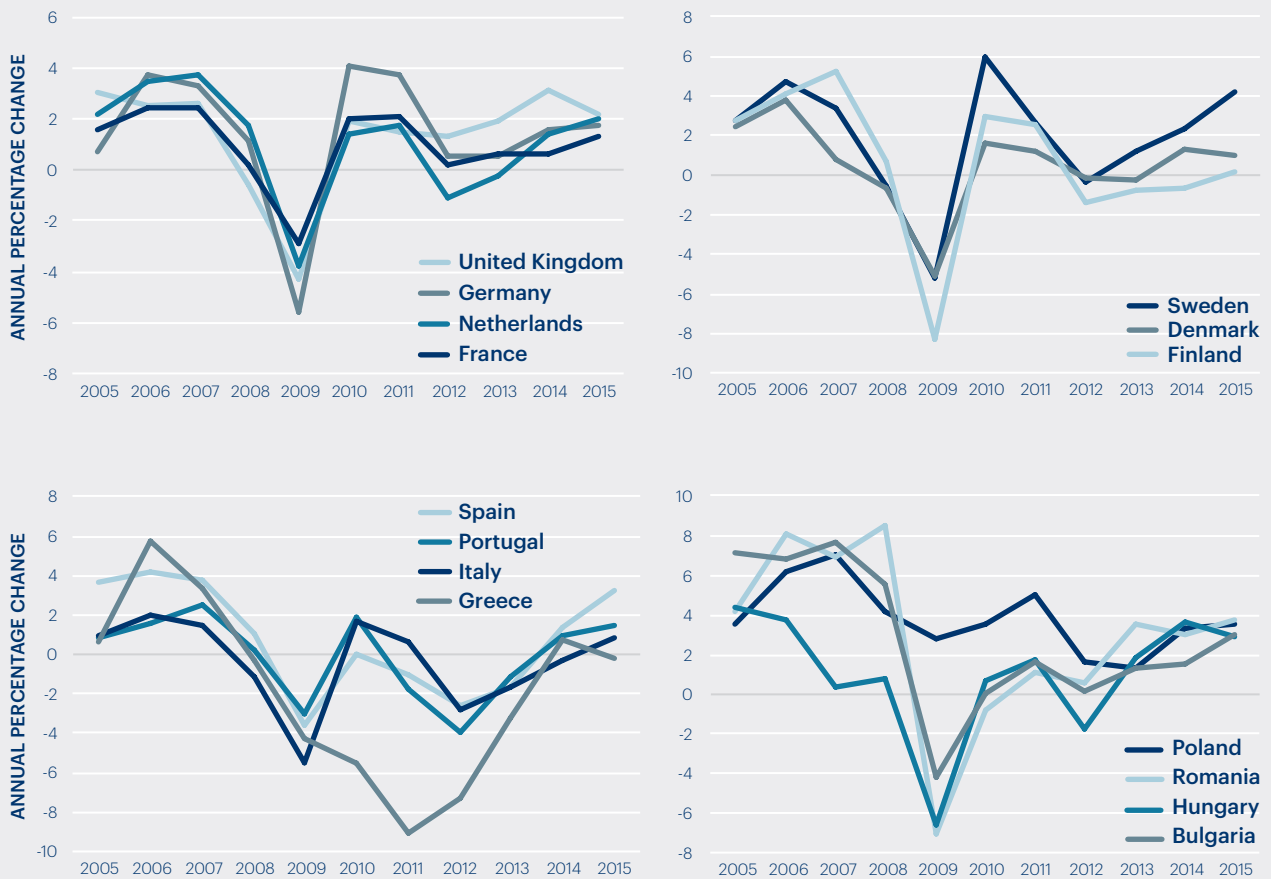 ANNUAL PERCENTAGE CHANGE
6
4
2
0
-2
-4
-6
-8
2005 2006 2007 2008 2009 2010 2011 2012 2013 2014 2015
United Kingdom
Germany
Netherlands
France
8
6
4
2
0
-2
-4
-6
-8
-10
2005 2006 2007 2008 2009 2010 2011 2012 2013 2014 2015
Sweden
Denmark
Finland
ANNUAL PERCENTAGE CHANGE
8
6
4
2
0
-2
-4
-6
-8
-10
2005 2006 2007 2008 2009 2010 2011 2012 2013 2014 2015
Spain
Portugal
Italy
Greece
10
8
6
4
2
0
-2
-4
-6
-8
2005 2006 2007 2008 2009 2010 2011 2012 2013 2014 2015
Poland
Romania
Hungary
Bulgaria